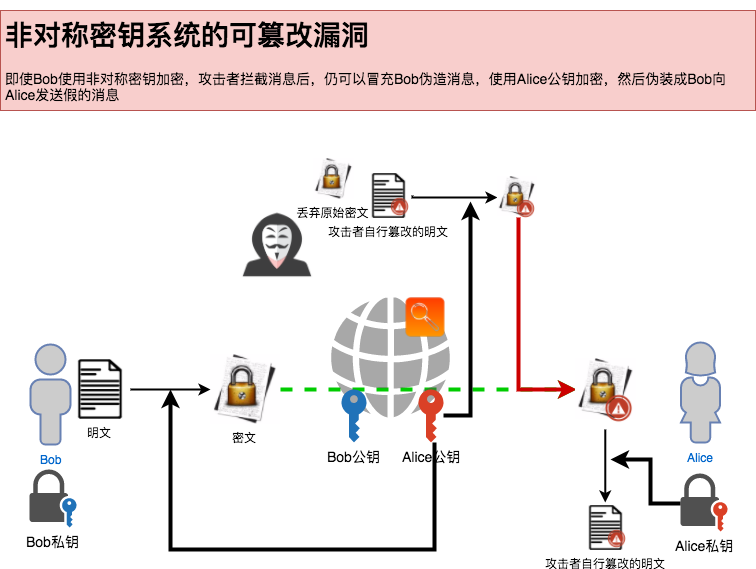 非对称密钥系统的可篡改漏洞
即使Bob使用非对称密钥加密，攻击者拦截消息后，仍可以冒充Bob伪造消息，使用Alice公钥加密，然后伪装成Bob向
Alice发送假的消息
丢弃原始密文
攻击者自行篡改的明文
明文
密文
Bob公钥
Alice公钥
Bob
Alice
Bob私钥
Alice私钥
攻击者自行篡改的明文